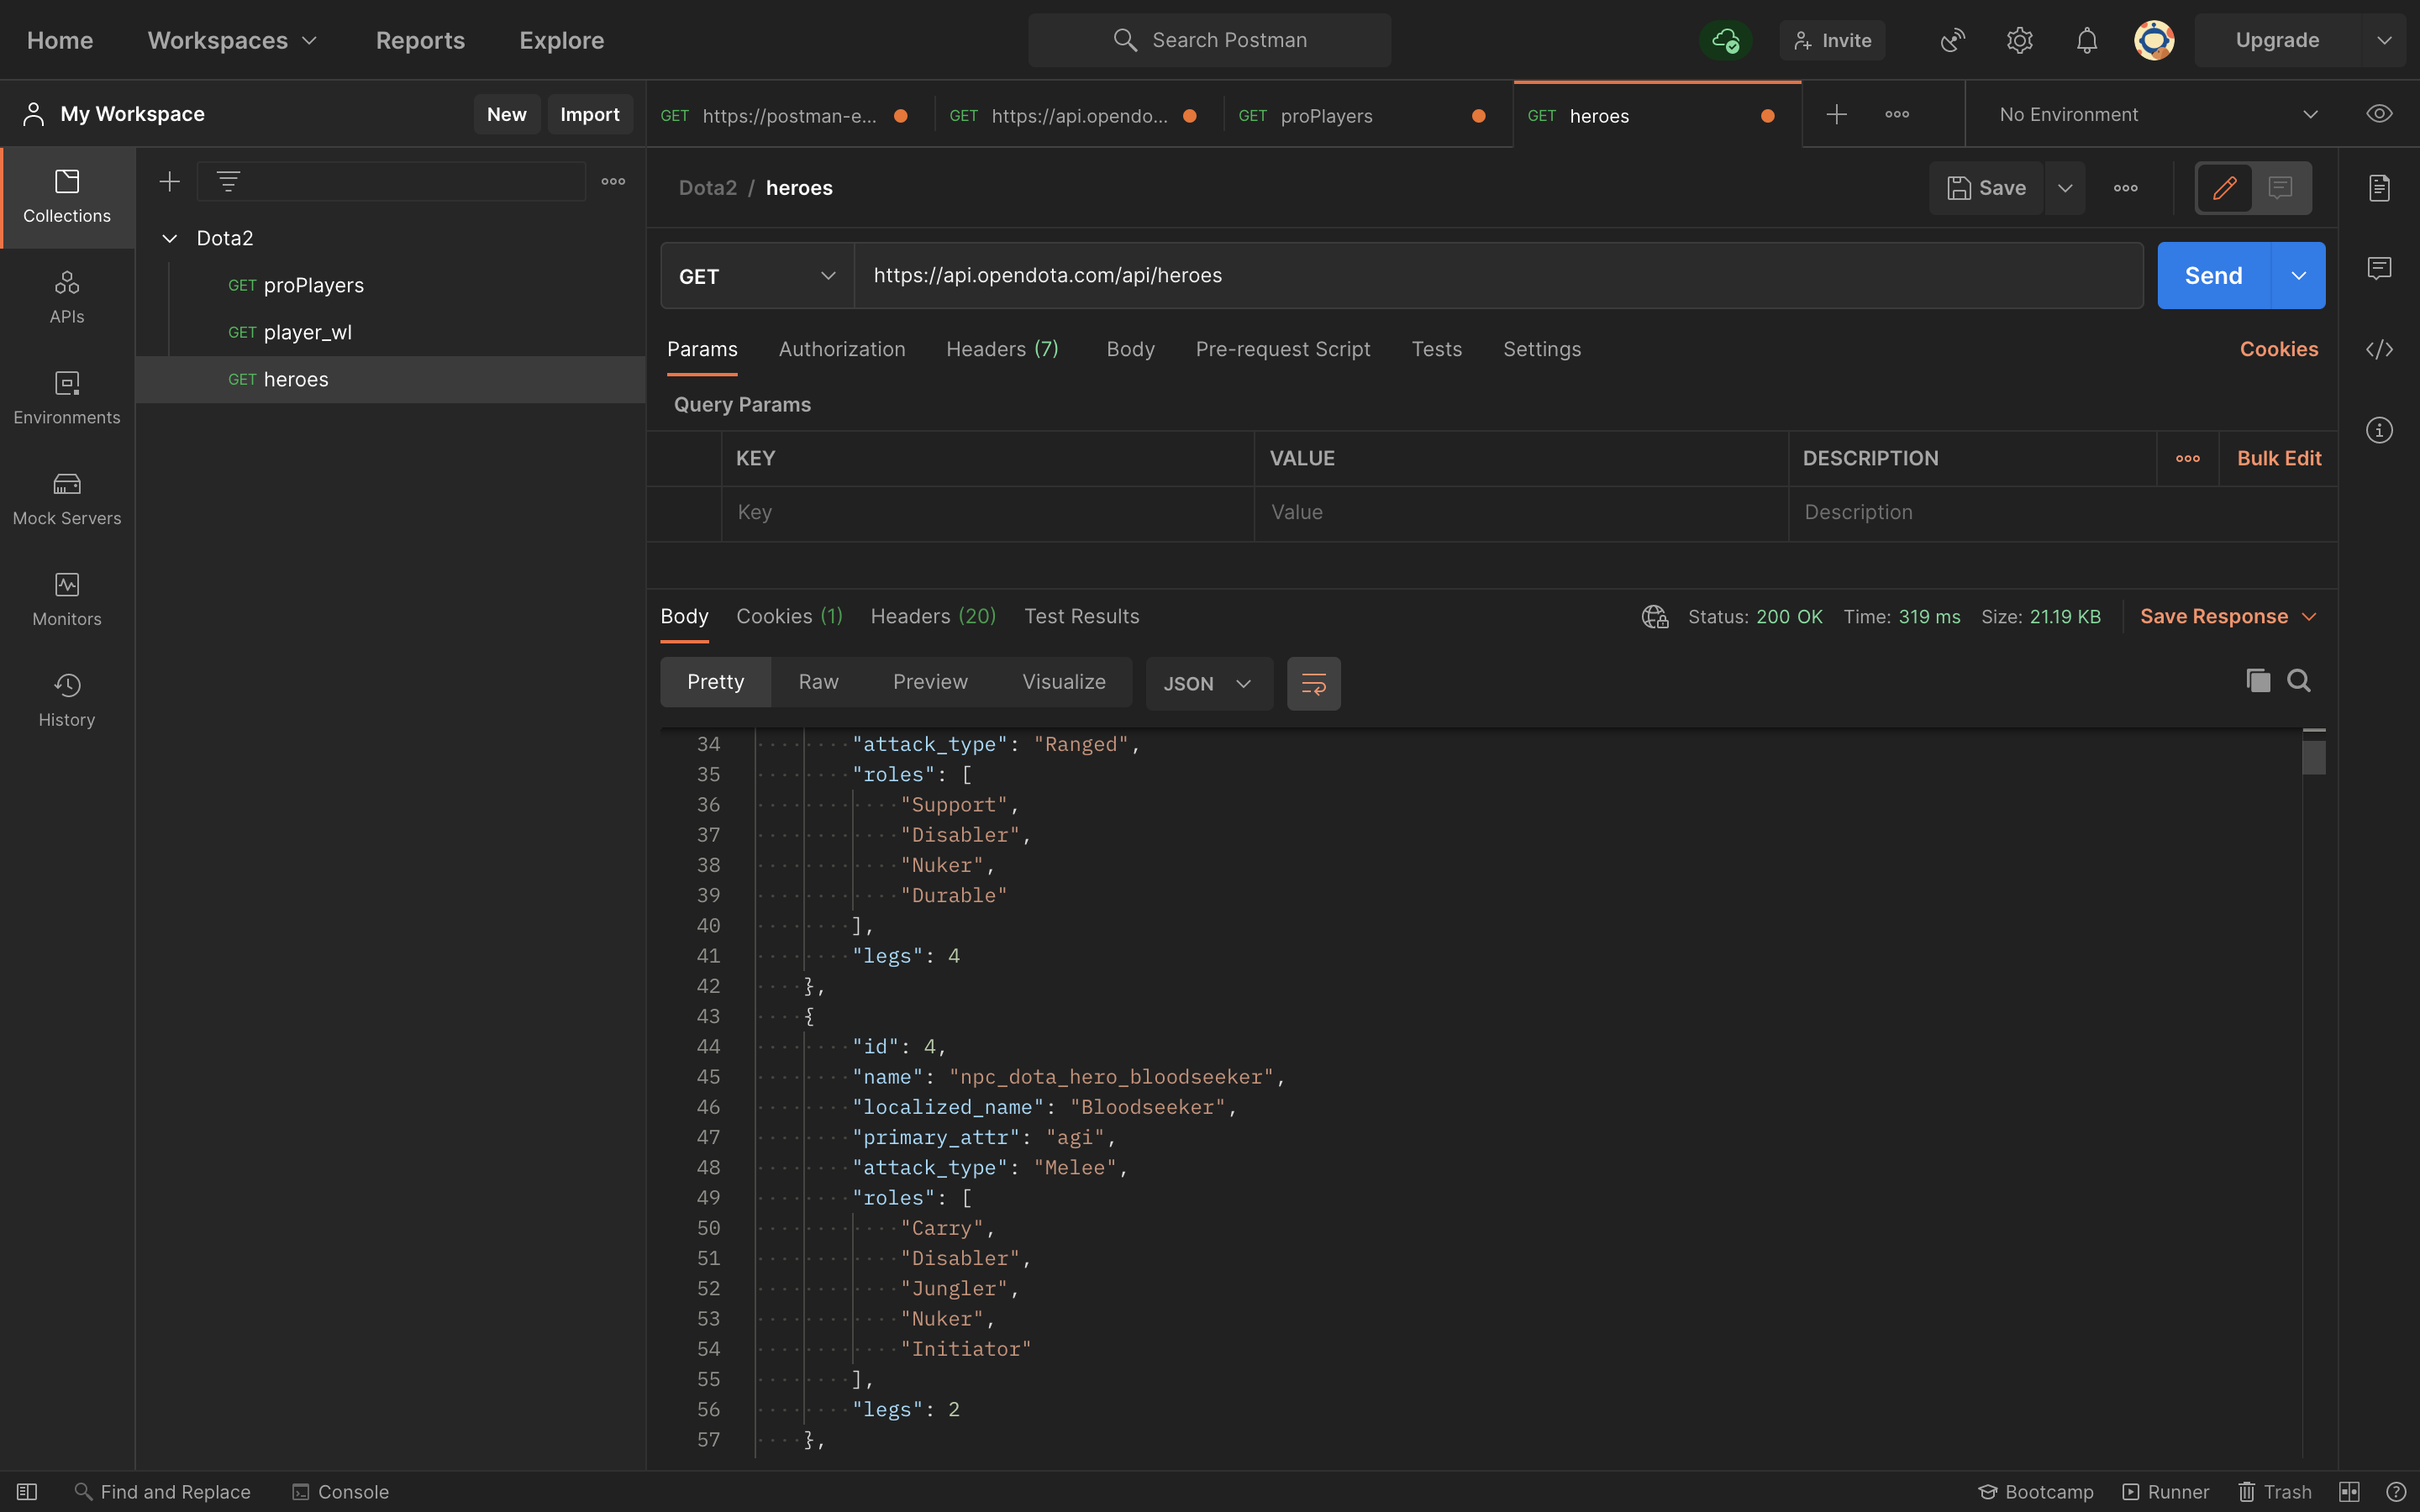 Home Workspaces Reports Explore Search Postman Invite Upgrade
My Workspace New Import GET https://postman-e... GET https://api.opendo... GET proPlayers GET heroes No Environment
Collections
APIs
Environments
Mock Servers
Monitors
History
Dota2
GET proPlayers
GET player_wl
GET heroes
Dota2 / heroes Save
GET https://api.opendota.com/api/heroes Send
Params Authorization Headers (7) Body Pre-request Script Tests Settings Cookies
Query Params
KEY VALUE DESCRIPTION Bulk Edit
Key Value Description
Body Cookies (1) Headers (20) Test Results Status: 200 OK Time: 319 ms Size: 21.19 KB Save Response
Pretty Raw Preview Visualize JSON
34 "attack_type": "Ranged",
35 "roles": [
36 "Support",
37 "Disabler",
38 "Nuker",
39 "Durable"
40 ],
41 "legs": 4
42 },
43 {
44 "id": 4,
45 "name": "npc_dota_hero_bloodseeker",
46 "localized_name": "Bloodseeker",
47 "primary_attr": "agi",
48 "attack_type": "Melee",
49 "roles": [
50 "Carry",
51 "Disabler",
52 "Jungler",
53 "Nuker",
54 "Initiator"
55 ],
56 "legs": 2
57 },
Find and Replace Console Bootcamp Runner Trash